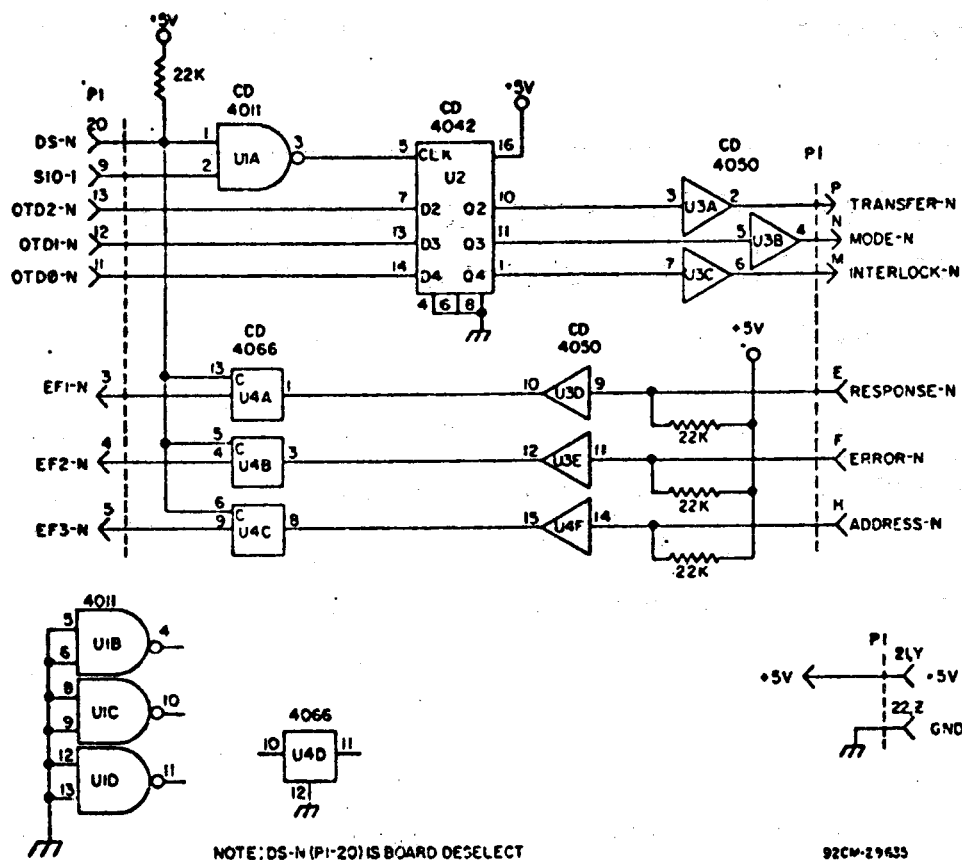 +5V
22K
P1
CD
4011
CD
4042
+5V
CD
4050
P1
DS-N 20 1 U1A 3 5 CLK 16
SIO-1 9 2 U2
OTD2-N 13 7 D2 Q2 10 3 U3A 2 P TRANSFER-N
OTD1-N 12 13 D3 Q3 11 5 U3B 4 N MODE-N
OTD0-N 11 14 D4 Q4 1 7 U3C 6 M INTERLOCK-N
4 6 8
CD
4066
CD
4050
+5V
EF1-N 3 13 C U4A 1 10 U3D 9 E RESPONSE-N
22K
EF2-N 4 5 C 4 U4B 3 12 U3E 11 F ERROR-N
22K
EF3-N 5 6 C 9 U4C 8 15 U4F 14 H ADDRESS-N
22K
4011
5 6 U1B 4
8 9 U1C 10
12 13 U1D 11
4066
10 U4D 11
12
P1
+5V 21,Y +5V
22,Z GND
NOTE: DS-N (P1-20) IS BOARD DESELECT
92CM-29635